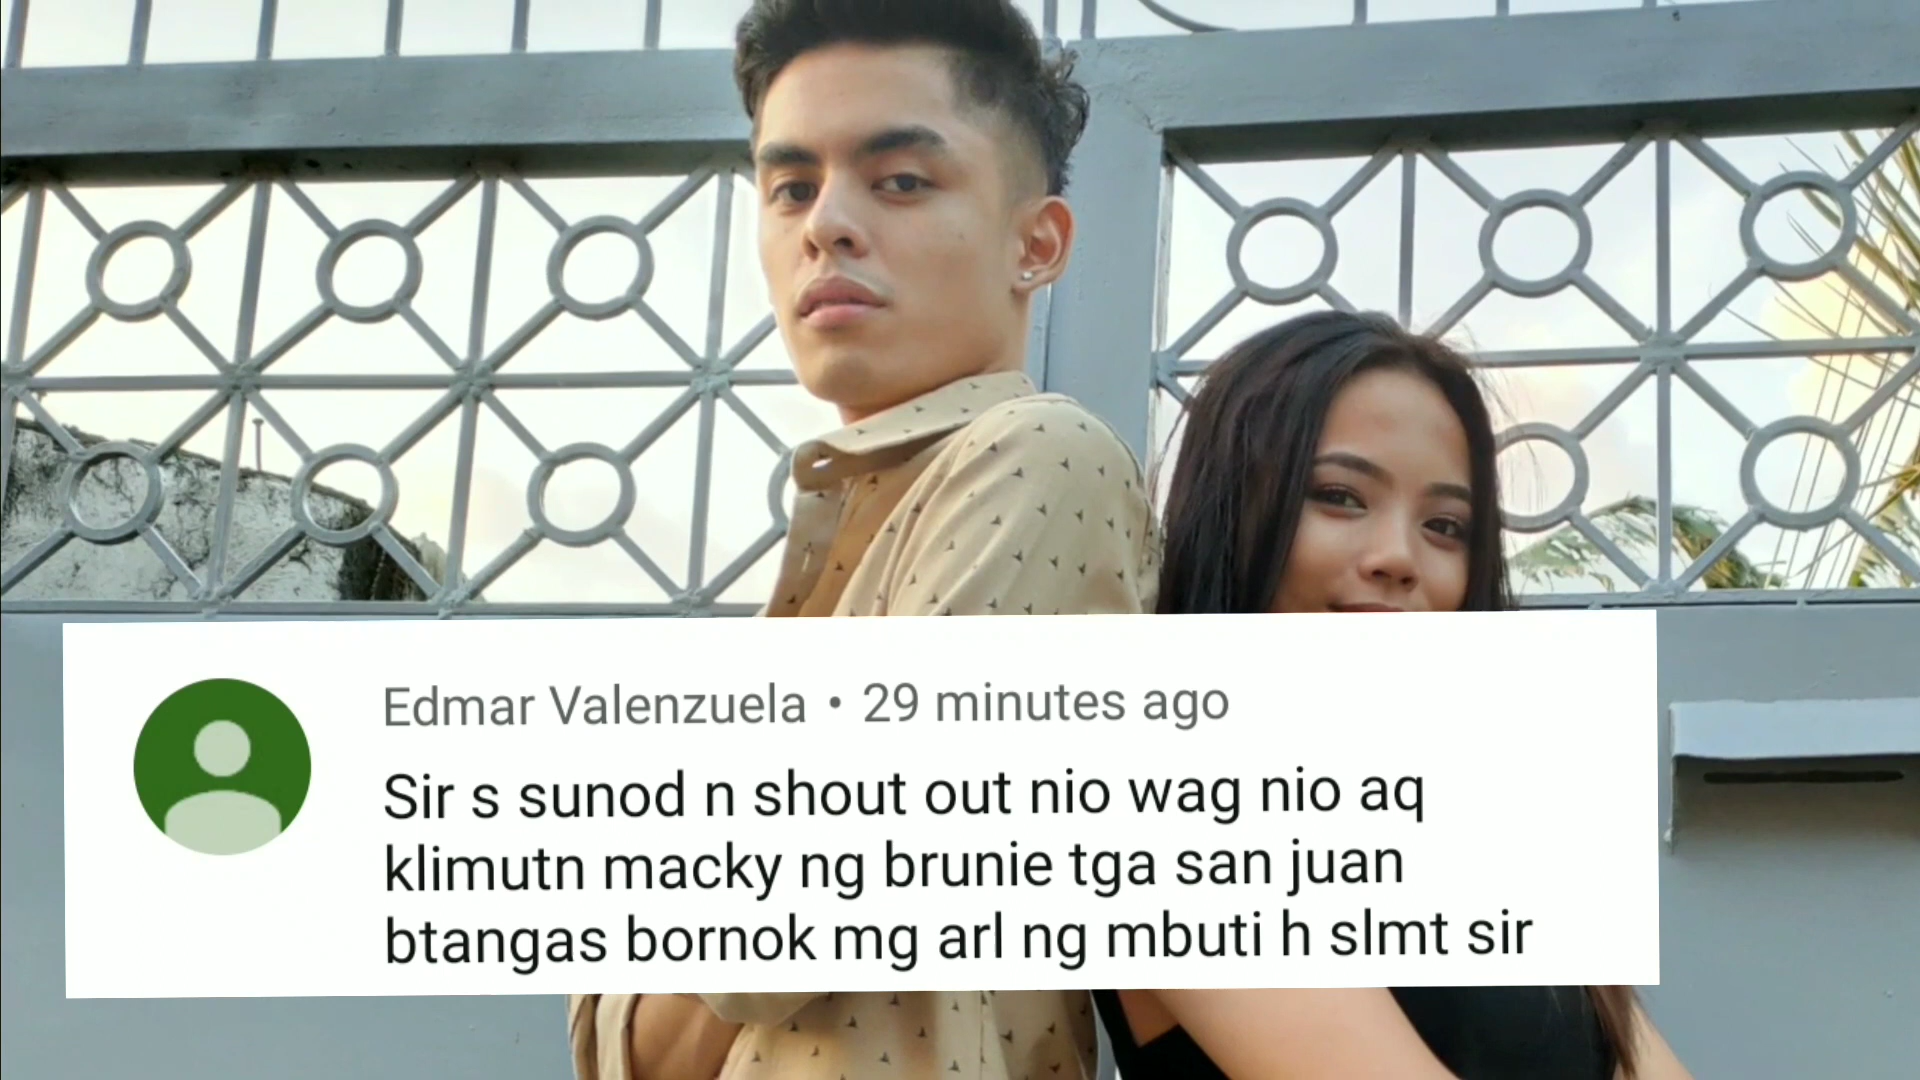 Edmar Valenzuela • 29 minutes ago
Sir s sunod n shout out nio wag nio aq
klimutn macky ng brunie tga san juan
btangas bornok mg arl ng mbuti h slmt sir